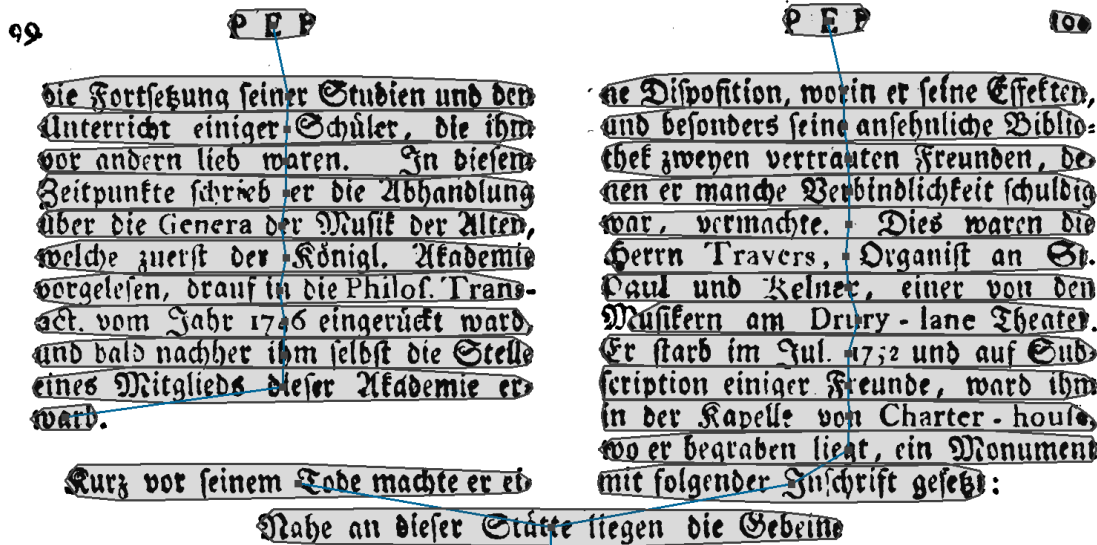 99
P E P
die Fortsetzung seiner Studien und den
Unterricht einiger Schüler, die ihm
vor andern lieb waren. In diesem
Zeitpunkte schrieb er die Abhandlung
über die Genera der Musik der Alten,
welche zuerst der Königl. Akademie
vorgelesen, drauf in die Philos. Trans-
act. vom Jahr 1746 eingerückt ward,
und bald nachher ihm selbst die Stelle
eines Mitglieds dieser Akademie er-
ward.
Kurz vor seinem Tode machte er ei-
P E P
100
ne Disposition, worin er seine Effekten,
und besonders seine ansehnliche Biblio-
thek zweyen vertrauten Freunden, de-
nen er manche Verbindlichkeit schuldig
war, vermachte. Dies waren die
Herrn Travers, Organist an St.
Paul und Kelner, einer von den
Musikern am Drury-lane Theater.
Er starb im Jul. 1752 und auf Sub-
scription einiger Freunde, ward ihm
in der Kapelle von Charter-house,
wo er begraben liegt, ein Monument
mit folgender Inschrift gesetzt:
Nahe an dieser Stätte liegen die Gebeine